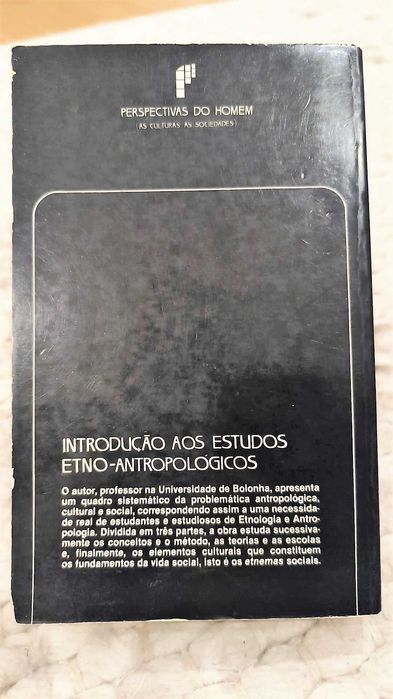 PERSPECTIVAS DO HOMEM
(AS CULTURAS AS SOCIEDADES)
INTRODUÇÃO AOS ESTUDOS
ETNO-ANTROPOLÓGICOS
O autor, professor na Universidade de Bolonha, apresenta
um quadro sistemático da problemática antropológica,
cultural e social, correspondendo assim a uma necessida-
de real de estudantes e estudiosos de Etnologia e Antro-
pologia. Dividida em três partes, a obra estuda sucessiva-
mente os conceitos e o método, as teorias e as escolas
e, finalmente, os elementos culturais que constituem
os fundamentos da vida social, isto é os etnemas sociais.